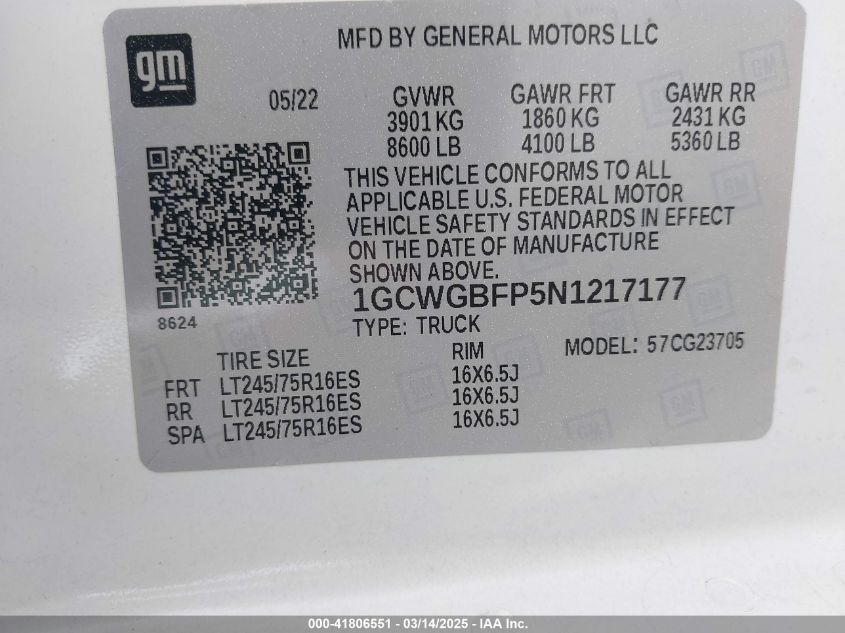 gm
MFD BY GENERAL MOTORS LLC
05/22 GVWR GAWR FRT GAWR RR
3901 KG 1860 KG 2431 KG
8600 LB 4100 LB 5360 LB
THIS VEHICLE CONFORMS TO ALL
APPLICABLE U.S. FEDERAL MOTOR
VEHICLE SAFETY STANDARDS IN EFFECT
ON THE DATE OF MANUFACTURE
SHOWN ABOVE.
1GCWGBFP5N1217177
8624
TYPE: TRUCK
MODEL: 57CG23705
TIRE SIZE RIM
FRT LT245/75R16ES 16X6.5J
RR LT245/75R16ES 16X6.5J
SPA LT245/75R16ES 16X6.5J
000-41806551 - 03/14/2025 - IAA Inc.